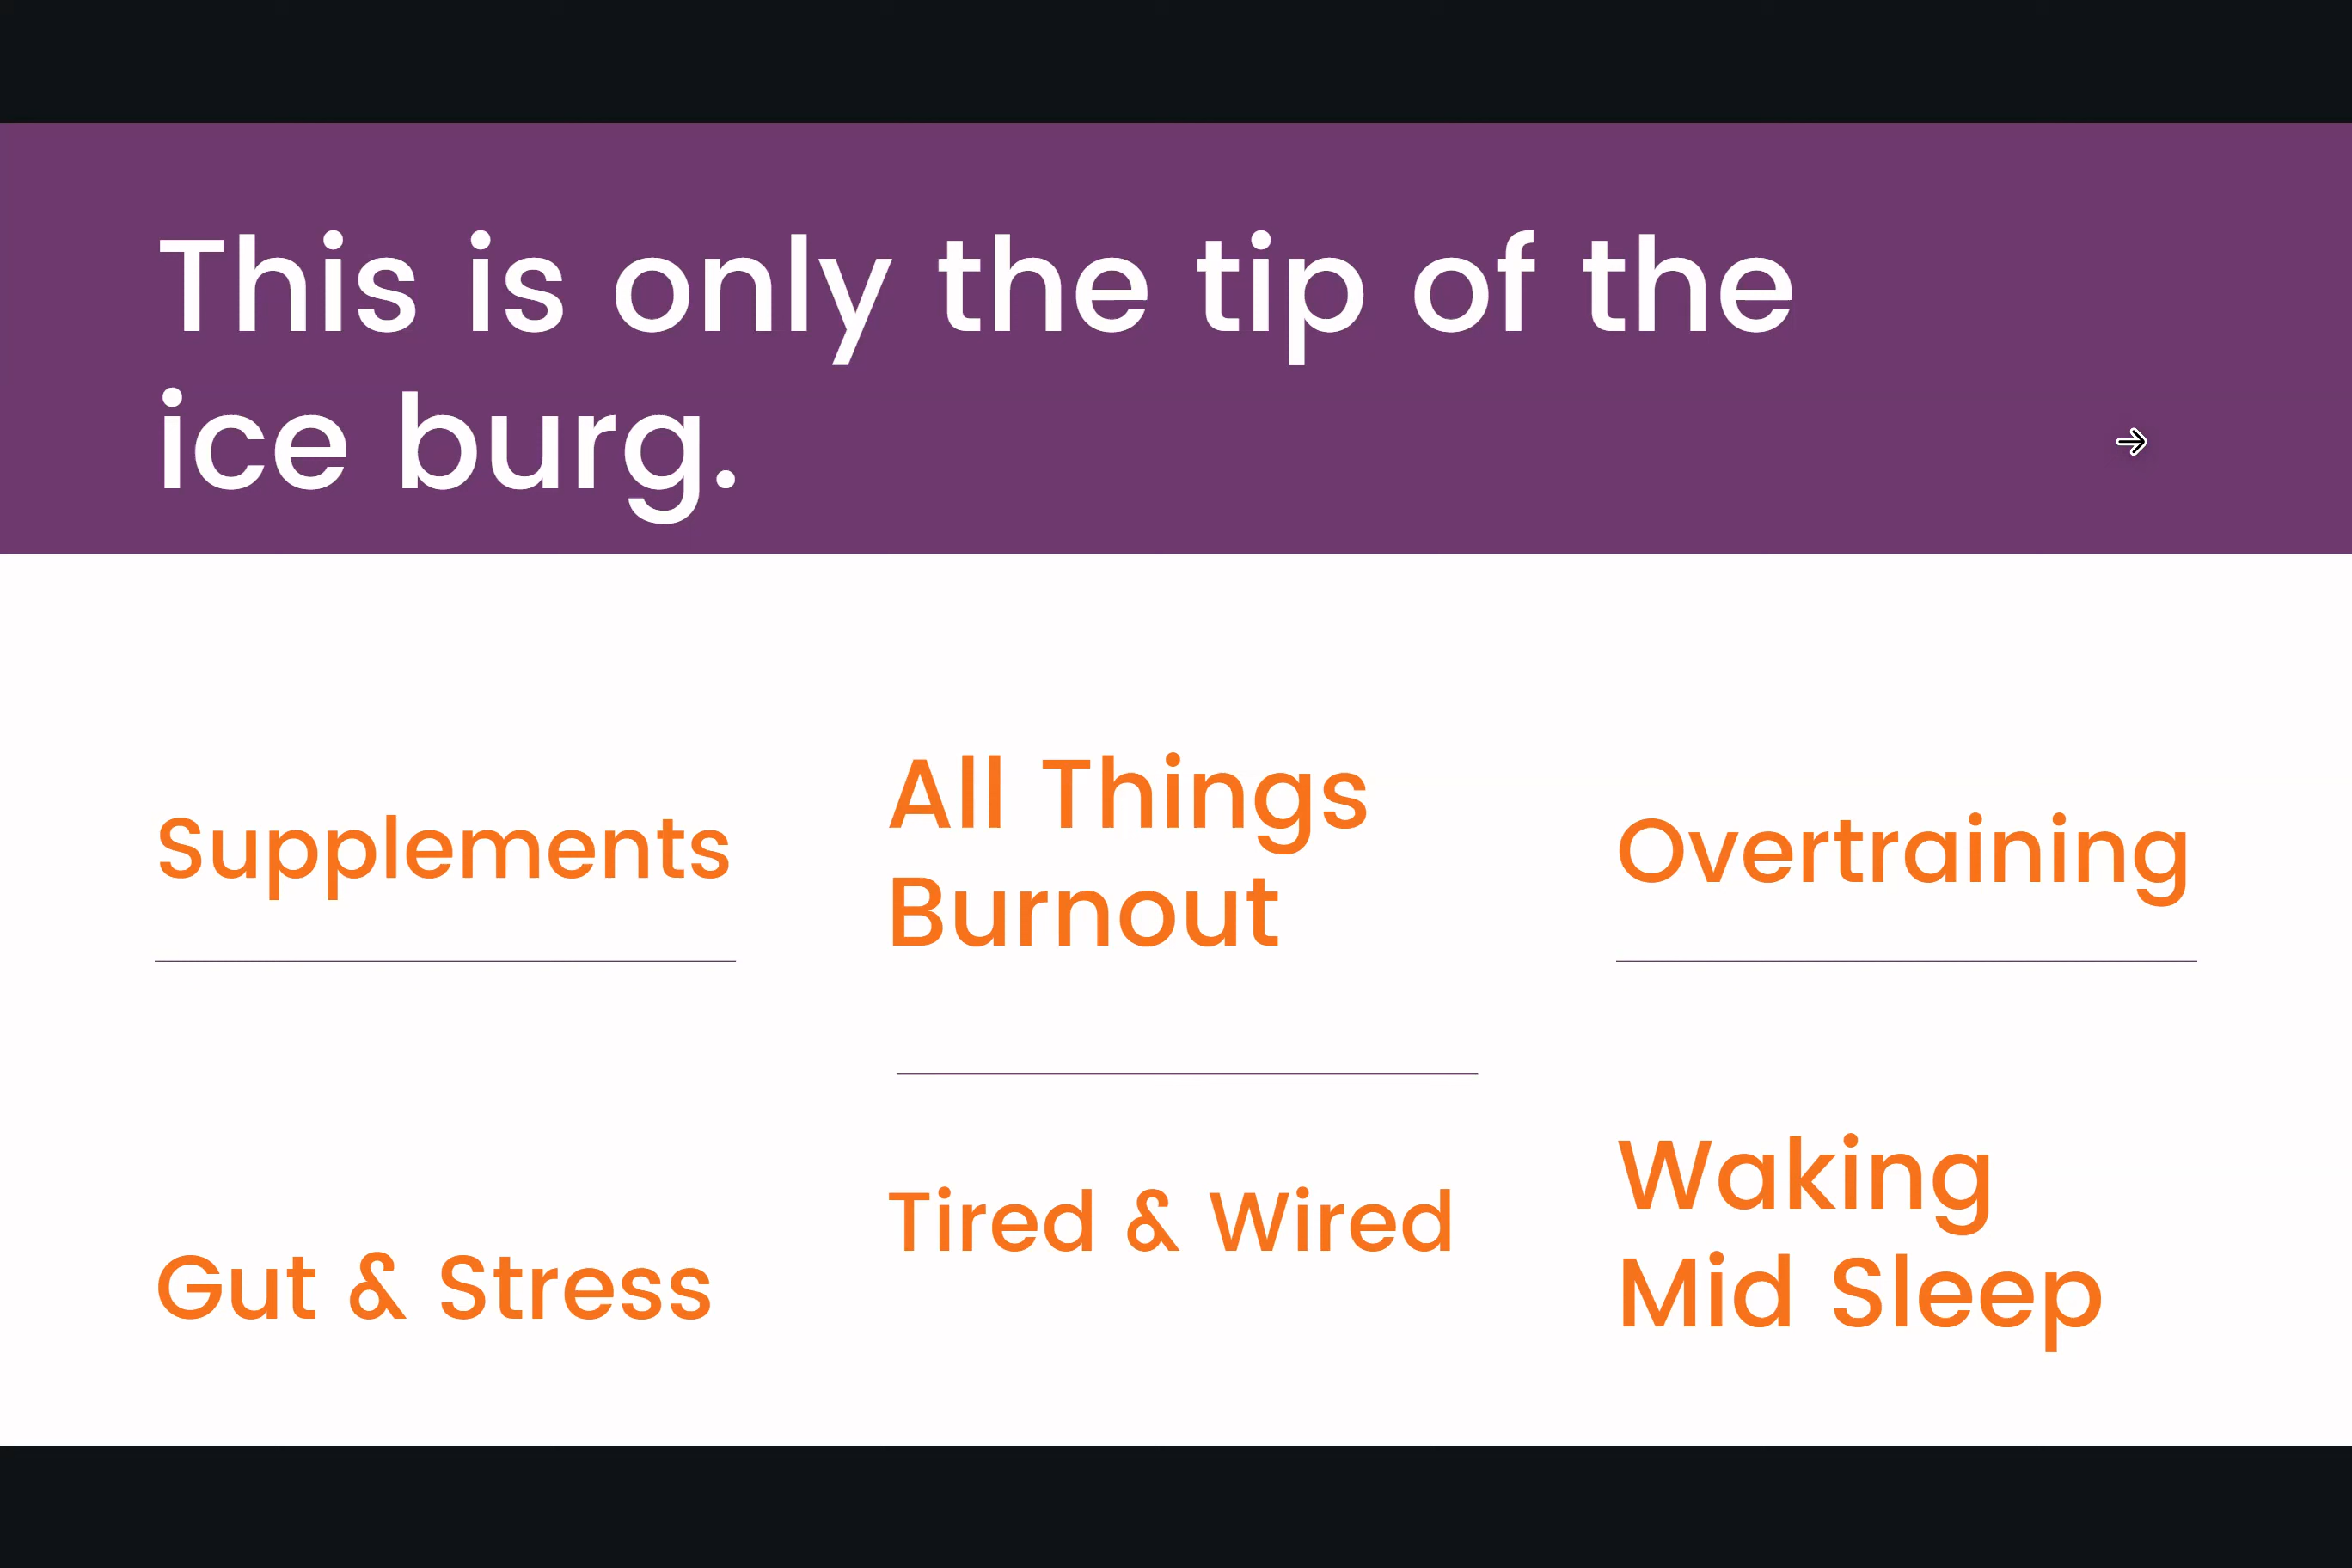 This is only the tip of the
ice burg.
Supplements
All Things
Burnout
Overtraining
Gut & Stress
Tired & Wired
Waking
Mid Sleep